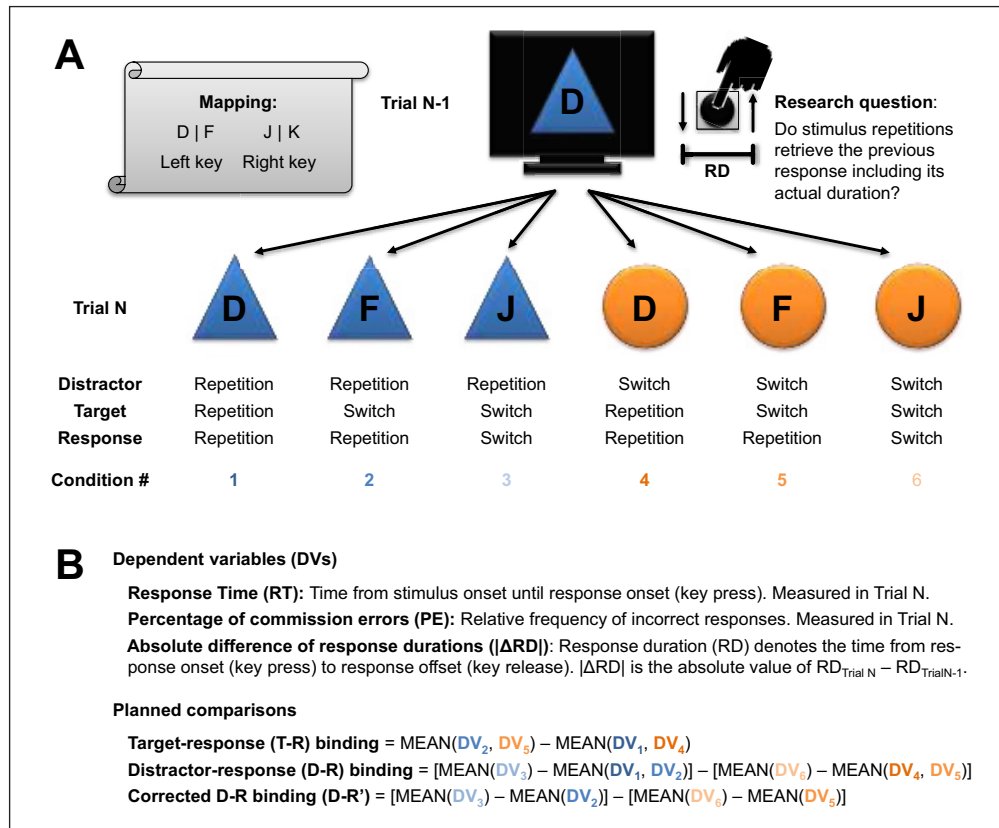 A
Mapping:
D | F J | K
Left key Right key
Trial N-1
D
RD
Research question:
Do stimulus repetitions
retrieve the previous
response including its
actual duration?
Trial N
D F J D F J
Distractor Repetition Repetition Repetition Switch Switch Switch
Target Repetition Switch Switch Repetition Switch Switch
Response Repetition Repetition Switch Repetition Repetition Switch
Condition # 1 2 3 4 5 6
B
Dependent variables (DVs)
Response Time (RT): Time from stimulus onset until response onset (key press). Measured in Trial N.
Percentage of commission errors (PE): Relative frequency of incorrect responses. Measured in Trial N.
Absolute difference of response durations (|ΔRD|): Response duration (RD) denotes the time from res-
ponse onset (key press) to response offset (key release). |ΔRD| is the absolute value of RD_Trial N – RD_TrialN-1.
Planned comparisons
Target-response (T-R) binding = MEAN(DV₂, DV₅) – MEAN(DV₁, DV₄)
Distractor-response (D-R) binding = [MEAN(DV₃) – MEAN(DV₁, DV₂)] – [MEAN(DV₆) – MEAN(DV₄, DV₅)]
Corrected D-R binding (D-R’) = [MEAN(DV₃) – MEAN(DV₂)] – [MEAN(DV₆) – MEAN(DV₅)]